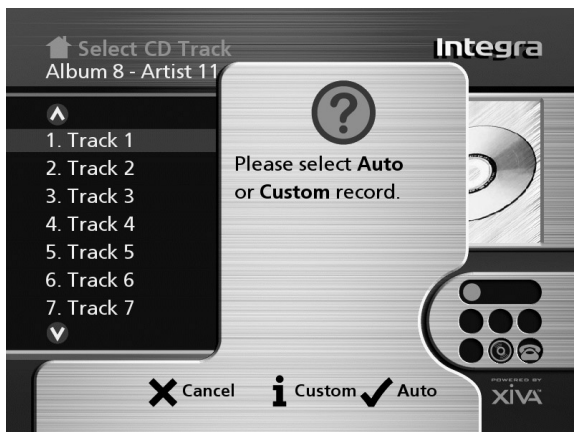 Select CD Track
Integra
Album 8 - Artist 11
1. Track 1
2. Track 2
3. Track 3
4. Track 4
5. Track 5
6. Track 6
7. Track 7
?
Please select Auto
or Custom record.
Cancel
i Custom
Auto
POWERED BY
XiVA